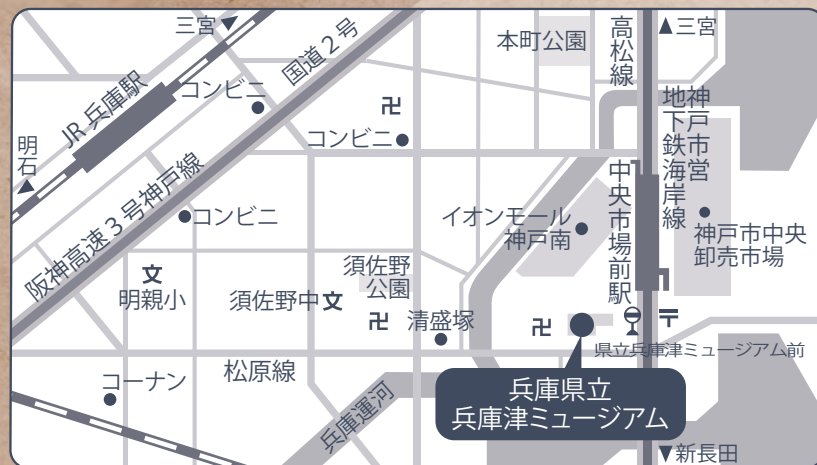 三宮
国道2号
本町公園
高松線
三宮
JR 兵庫駅
コンビニ
卍
コンビニ
神戸市営
地下鉄海岸線
明石
阪神高速3号神戸線
コンビニ
イオンモール
神戸南
中央市場前駅
神戸市中央
卸売市場
文
明親小
須佐野中文
須佐野
公園
卍
清盛塚
卍
〒
県立兵庫津ミュージアム前
松原線
コーナン
兵庫運河
兵庫県立
兵庫津ミュージアム
新長田